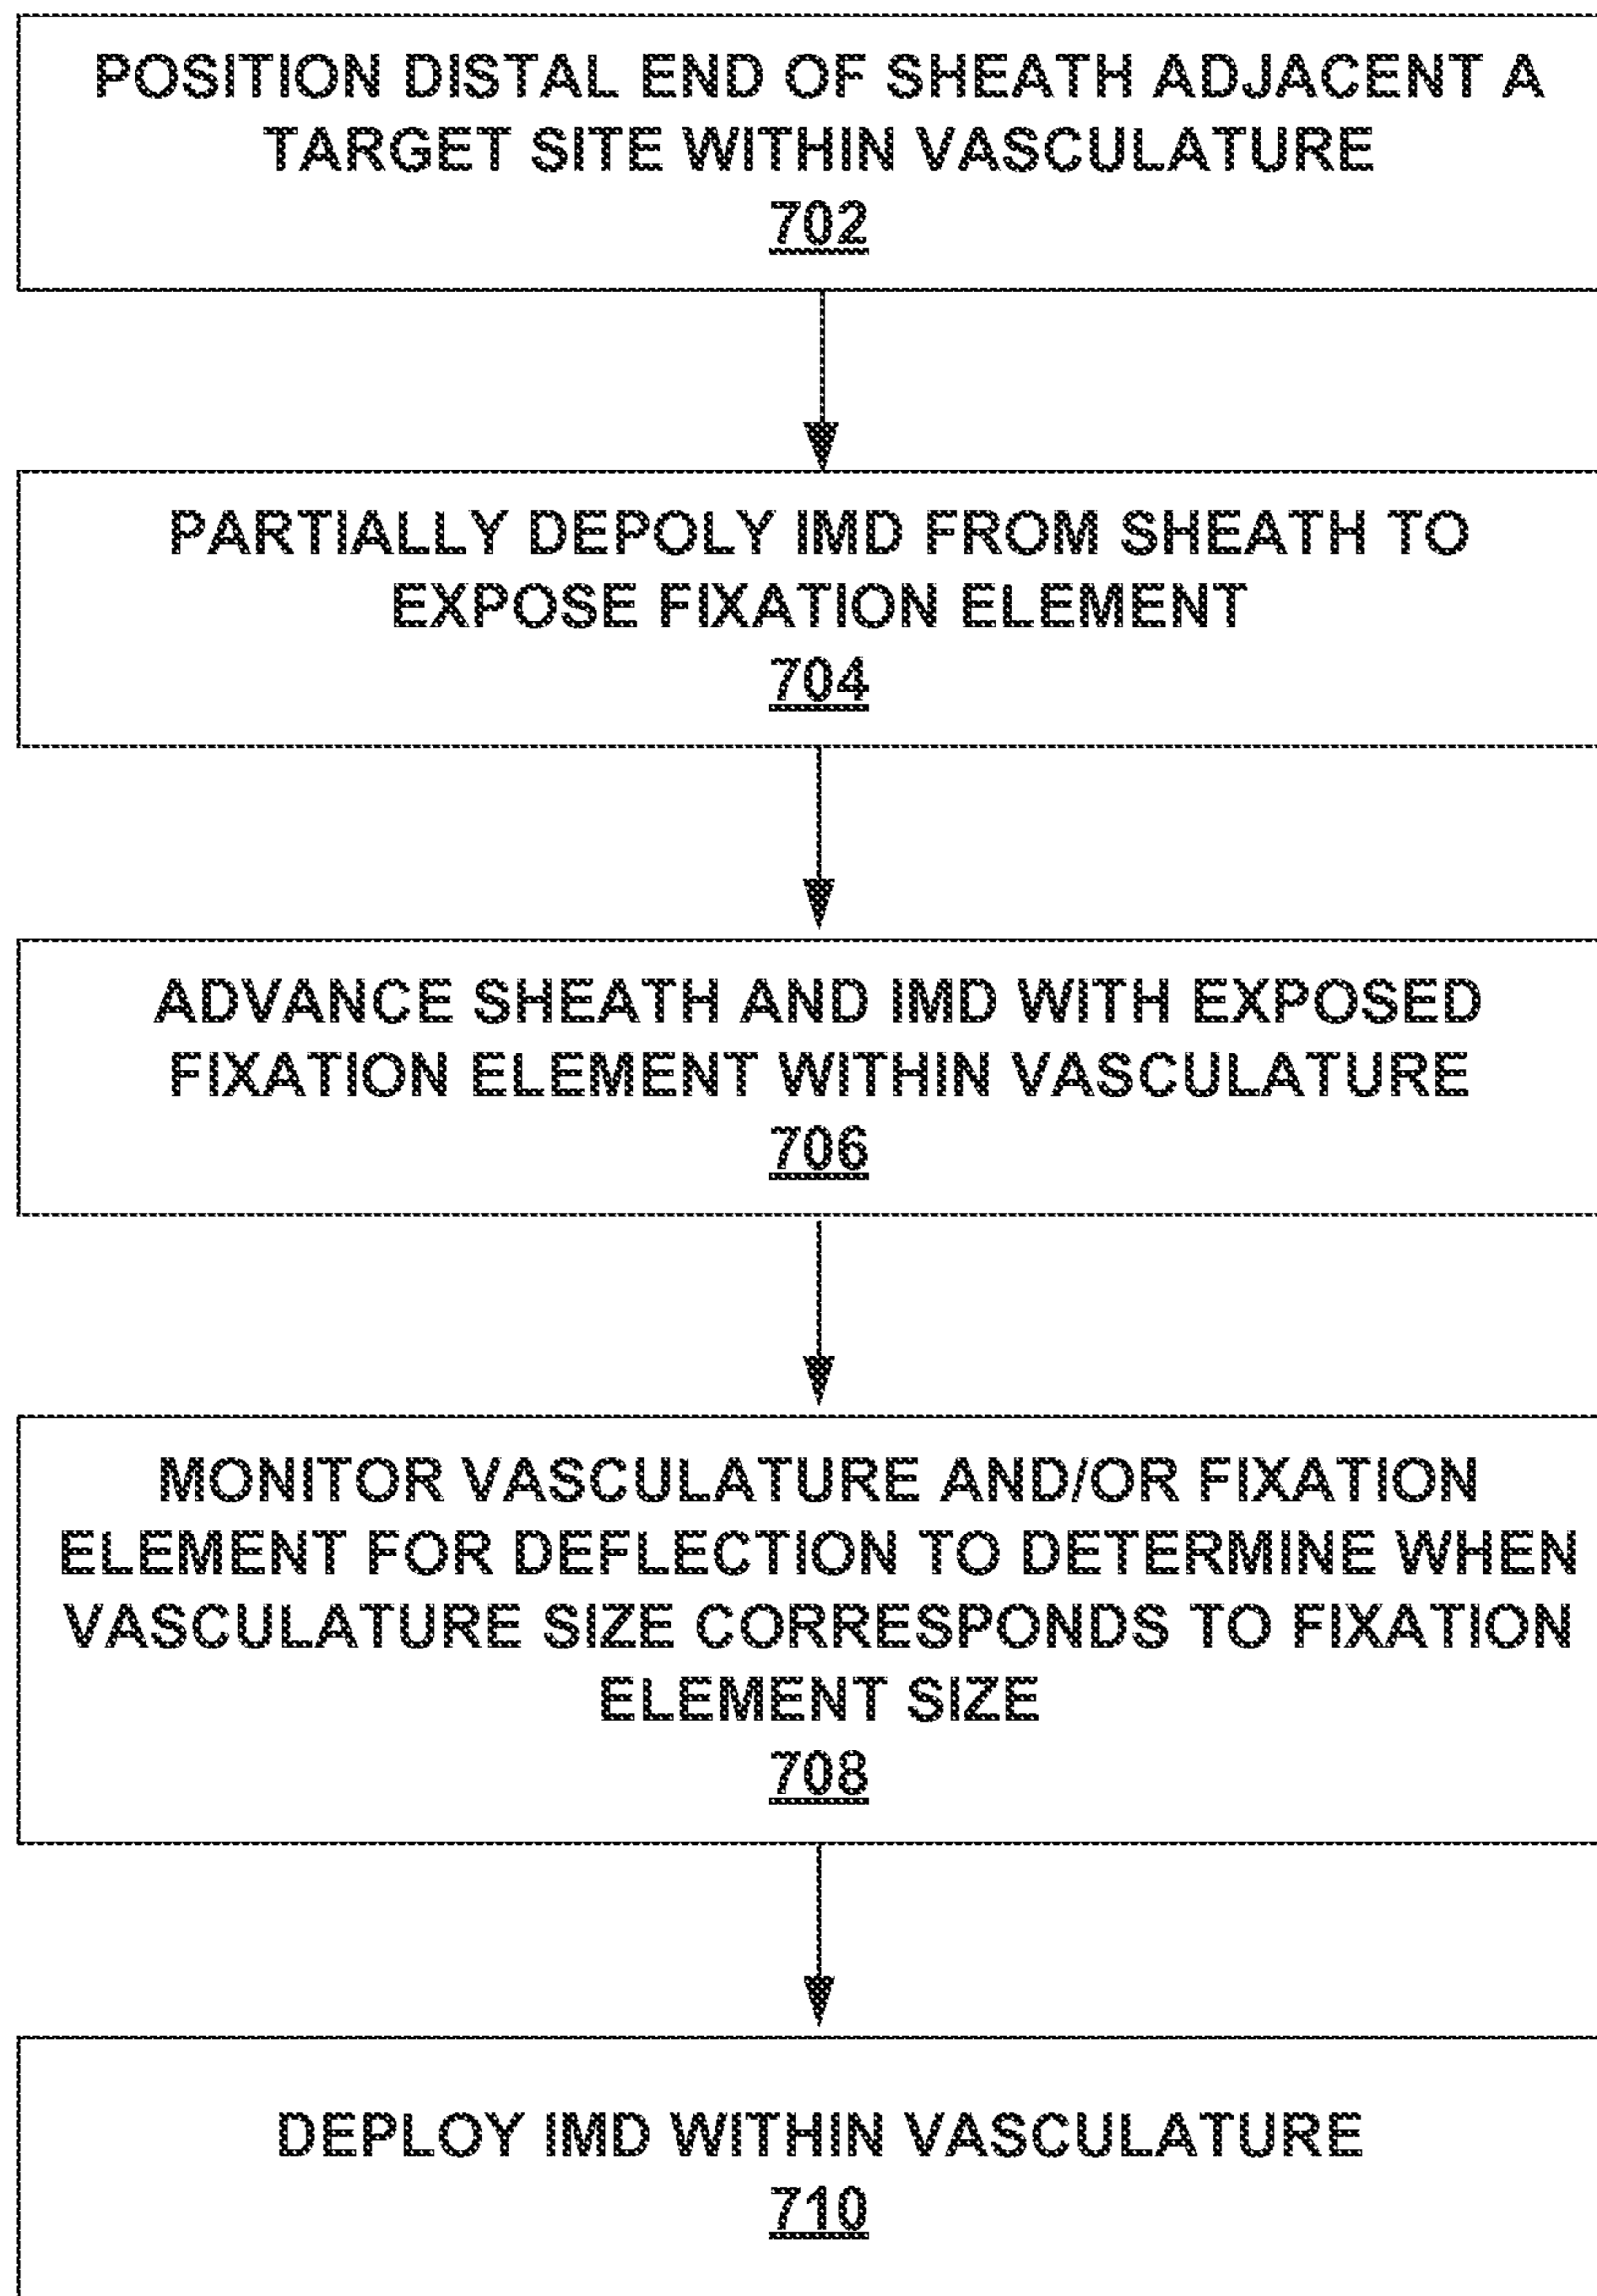 POSITION DISTAL END OF SHEATH ADJACENT A
TARGET SITE WITHIN VASCULATURE
702
PARTIALLY DEPOLY IMD FROM SHEATH TO
EXPOSE FIXATION ELEMENT
704
ADVANCE SHEATH AND IMD WITH EXPOSED
FIXATION ELEMENT WITHIN VASCULATURE
706
MONITOR VASCULATURE AND/OR FIXATION
ELEMENT FOR DEFLECTION TO DETERMINE WHEN
VASCULATURE SIZE CORRESPONDS TO FIXATION
ELEMENT SIZE
708
DEPLOY IMD WITHIN VASCULATURE
710